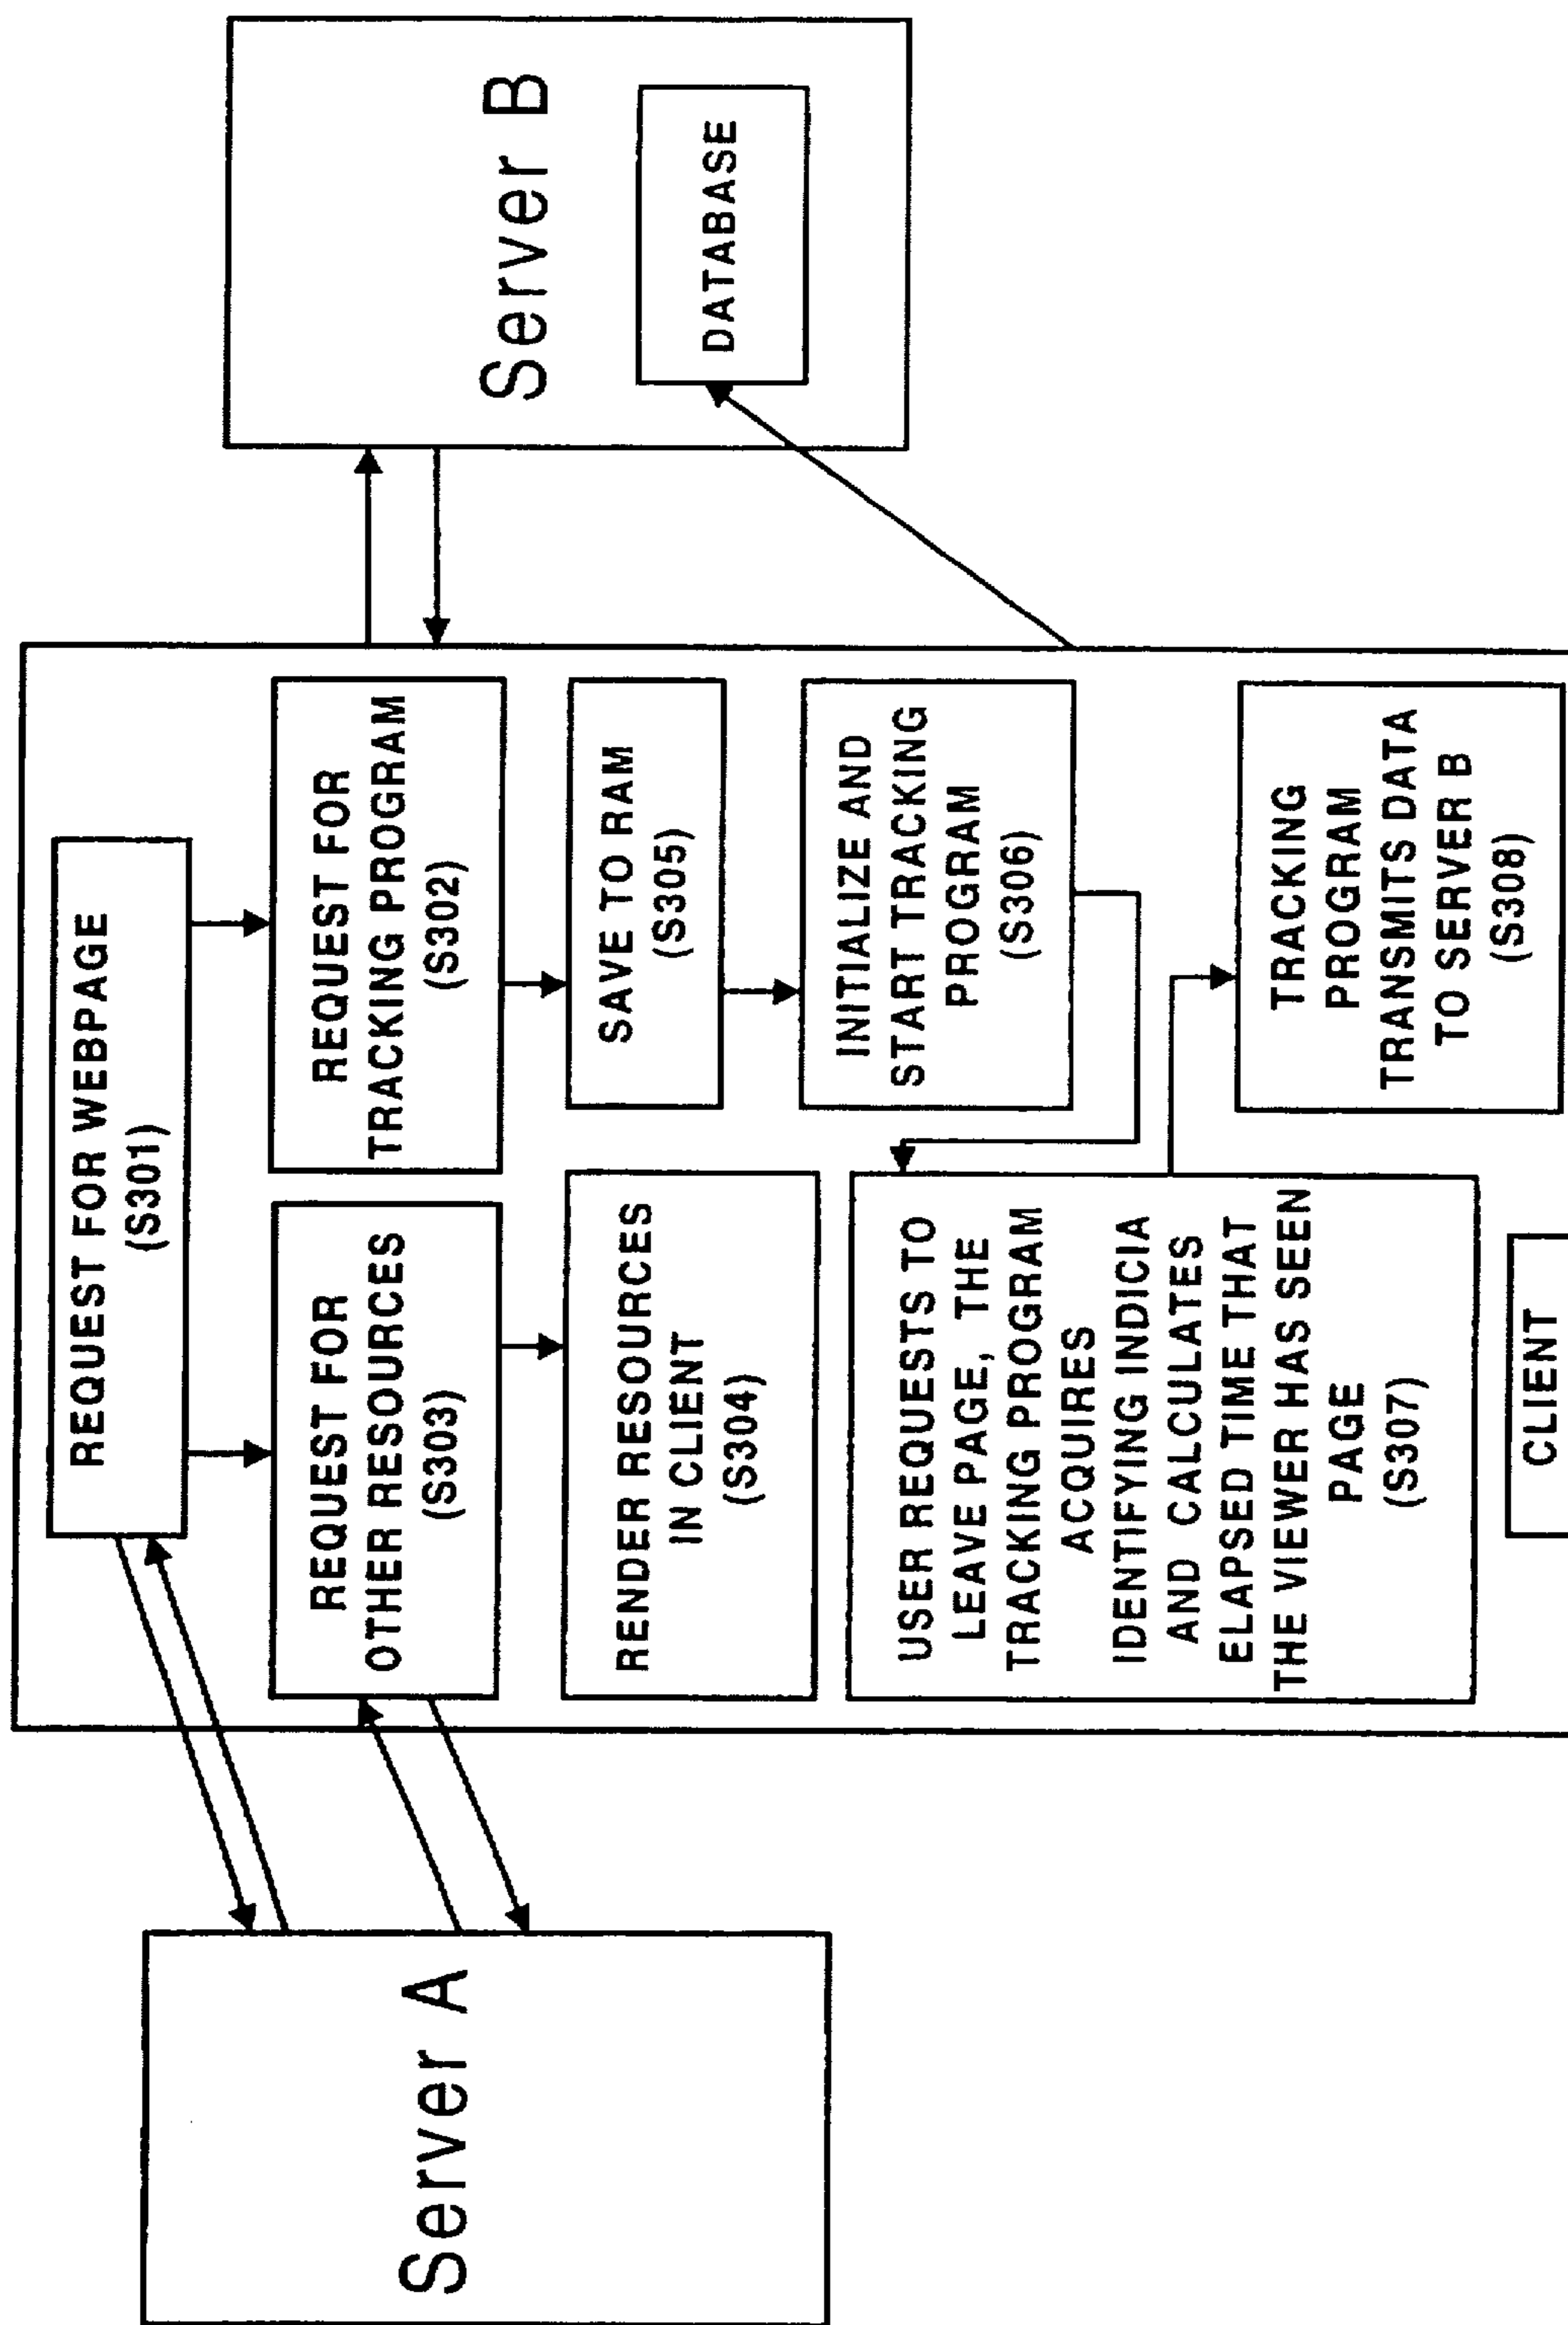 Server A
REQUEST FOR WEBPAGE
(S301)
REQUEST FOR
OTHER RESOURCES
(S303)
REQUEST FOR
TRACKING PROGRAM
(S302)
RENDER RESOURCES
IN CLIENT
(S304)
SAVE TO RAM
(S305)
INITIALIZE AND
START TRACKING
PROGRAM
(S306)
USER REQUESTS TO
LEAVE PAGE, THE
TRACKING PROGRAM
ACQUIRES
IDENTIFYING INDICIA
AND CALCULATES
ELAPSED TIME THAT
THE VIEWER HAS SEEN
PAGE
(S307)
TRACKING
PROGRAM
TRANSMITS DATA
TO SERVER B
(S308)
CLIENT
Server B
DATABASE